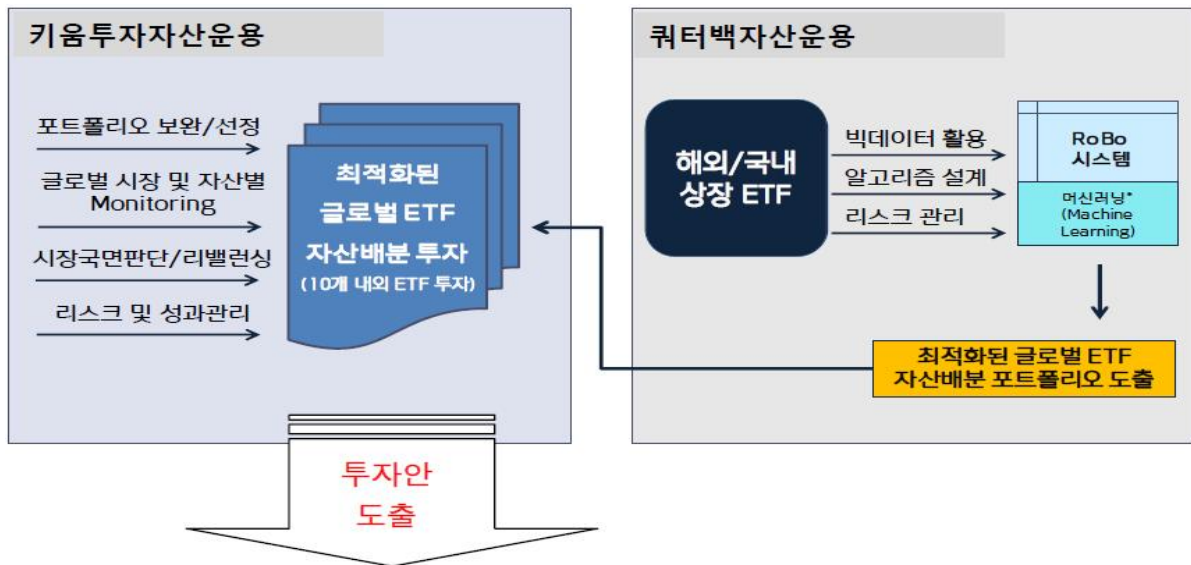 키움투자자산운용
포트폴리오 보완/선정
글로벌 시장 및 자산별
Monitoring
시장국면판단/리밸런싱
리스크 및 성과관리
최적화된
글로벌 ETF
자산배분 투자
(10개 내외 ETF 투자)
투자안
도출
쿼터백자산운용
해외/국내
상장 ETF
빅데이터 활용
알고리즘 설계
리스크 관리
RoBo
시스템
머신러닝*
(Machine
Learning)
최적화된 글로벌 ETF
자산배분 포트폴리오 도출